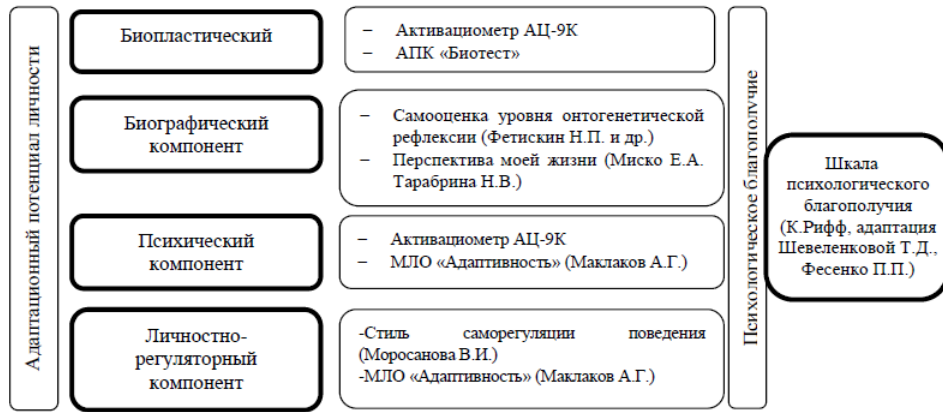 Адаптационный потенциал личности
Биопластический
– Активациометр АЦ-9К
– АПК «Биотест»
Биографический
компонент
– Самооценка уровня онтогенетической
рефлексии (Фетискин Н.П. и др.)
– Перспектива моей жизни (Миско Е.А.
Тарабрина Н.В.)
Психический
компонент
– Активациометр АЦ-9К
– МЛО «Адаптивность» (Маклаков А.Г.)
Личностно-
регуляторный
компонент
-Стиль саморегуляции поведения
(Моросанова В.И.)
-МЛО «Адаптивность» (Маклаков А.Г.)
Психологическое благополучие
Шкала
психологического
благополучия
(К.Рифф, адаптация
Шевеленковой Т.Д.,
Фесенко П.П.)